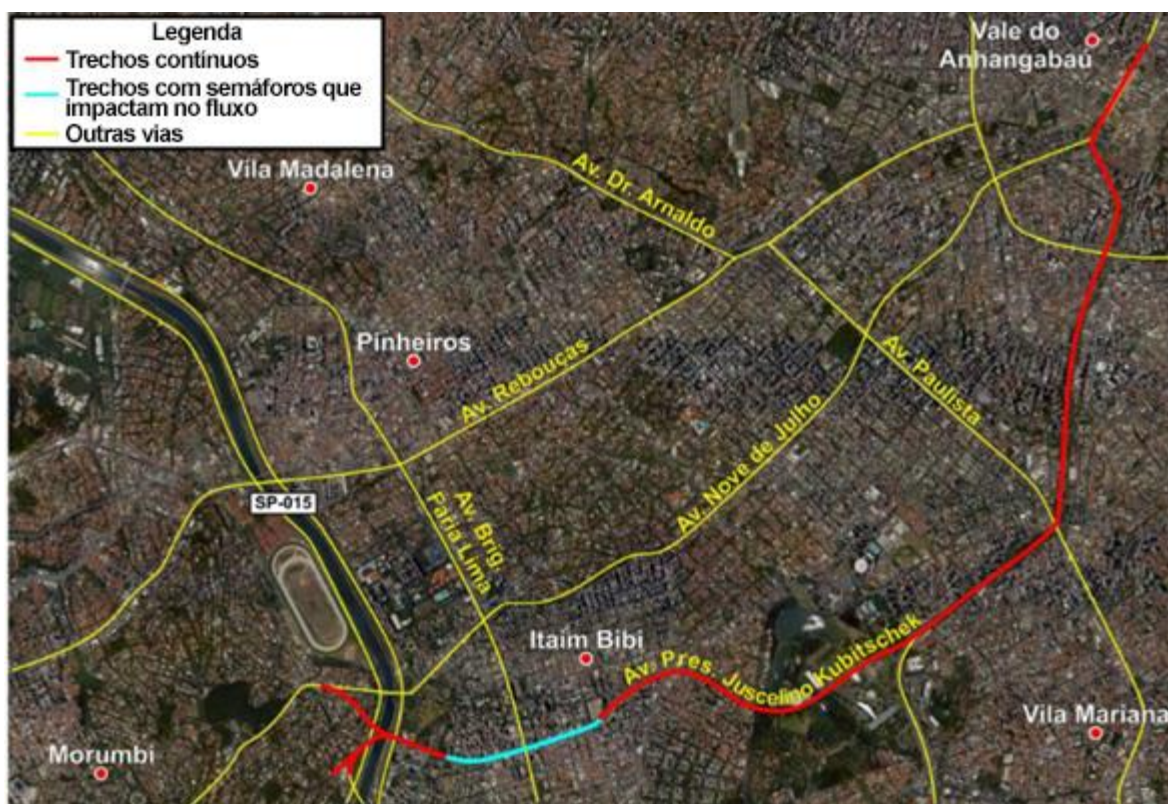 Legenda
Trechos contínuos
Trechos com semáforos que
impactam no fluxo
Outras vias
Vale do
Anhangabaú
Vila Madalena
Av. Dr. Arnaldo
Pinheiros
Av. Rebouças
Av. Paulista
Av. Nove de Julho
SP-015
Av. Brig.
Faria Lima
Itaim Bibi
Av. Pres. Juscelino Kubitschek
Vila Mariana
Morumbi